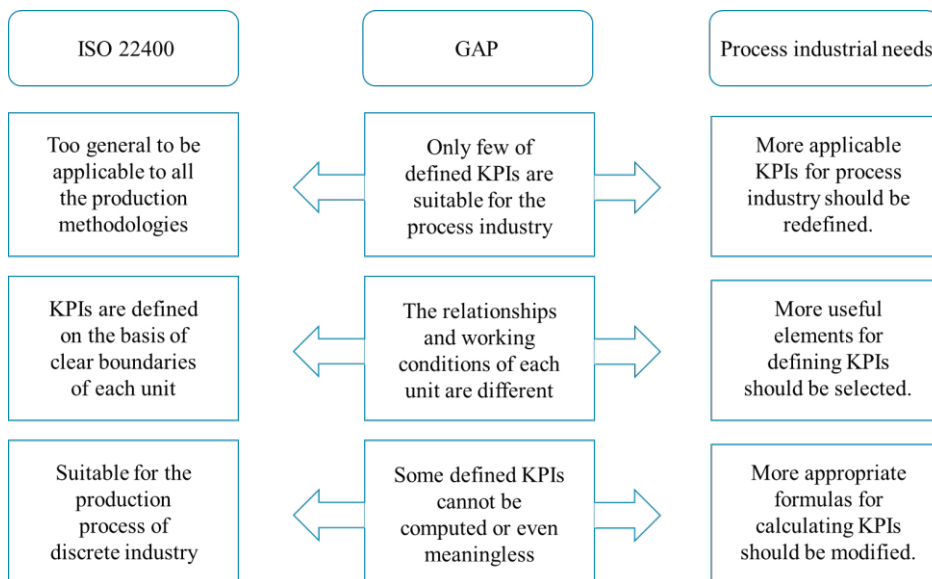 ISO 22400
GAP
Process industrial needs
Too general to be
applicable to all
the production
methodologies
Only few of
defined KPIs are
suitable for the
process industry
More applicable
KPIs for process
industry should be
redefined.
KPIs are defined
on the basis of
clear boundaries
of each unit
The relationships
and working
conditions of each
unit are different
More useful
elements for
defining KPIs
should be selected.
Suitable for the
production
process of
discrete industry
Some defined KPIs
cannot be
computed or even
meaningless
More appropriate
formulas for
calculating KPIs
should be modified.